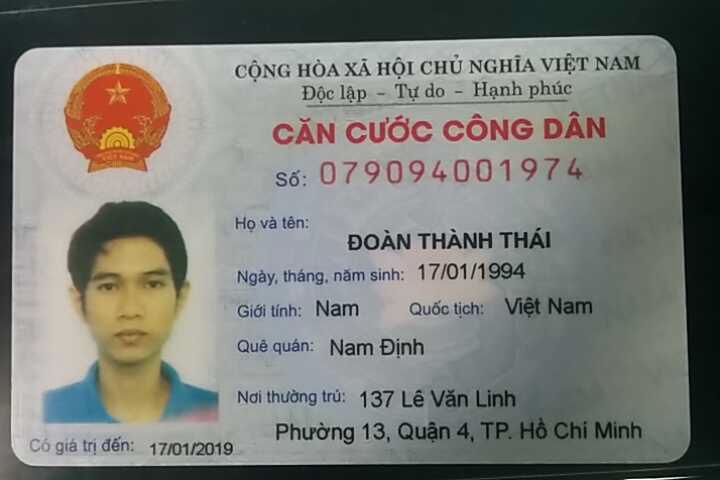 CỘNG HÒA XÃ HỘI CHỦ NGHĨA VIỆT NAM
Độc lập - Tự do - Hạnh phúc
CĂN CƯỚC CÔNG DÂN
Số: 079094001974
Họ và tên:
ĐOÀN THÀNH THÁI
Ngày, tháng, năm sinh: 17/01/1994
Giới tính: Nam Quốc tịch: Việt Nam
Quê quán: Nam Định
Nơi thường trú: 137 Lê Văn Linh
Phường 13, Quận 4, TP. Hồ Chí Minh
Có giá trị đến: 17/01/2019
VIỆT NAM